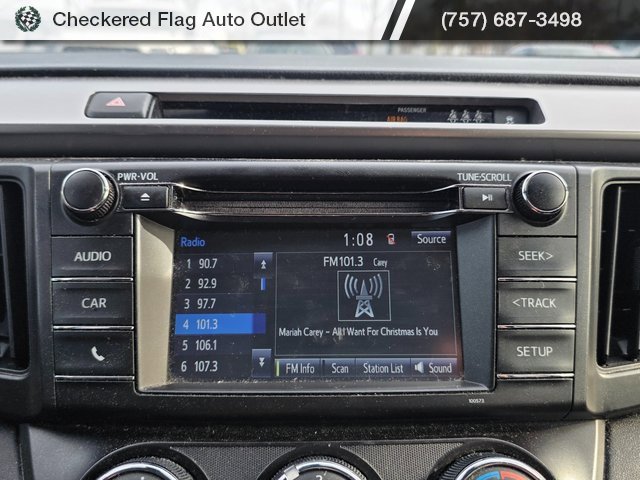 Checkered Flag Auto Outlet
(757) 687-3498
PASSENGER
AIR BAG
PWR•VOL
TUNE•SCROLL
Radio
1:08
Source
1 90.7
2 92.9
3 97.7
4 101.3
5 106.1
6 107.3
FM101.3 Carey
Mariah Carey - All I Want For Christmas Is You
FM Info
Scan
Station List
Sound
AUDIO
CAR
SEEK>
<TRACK
SETUP
100573